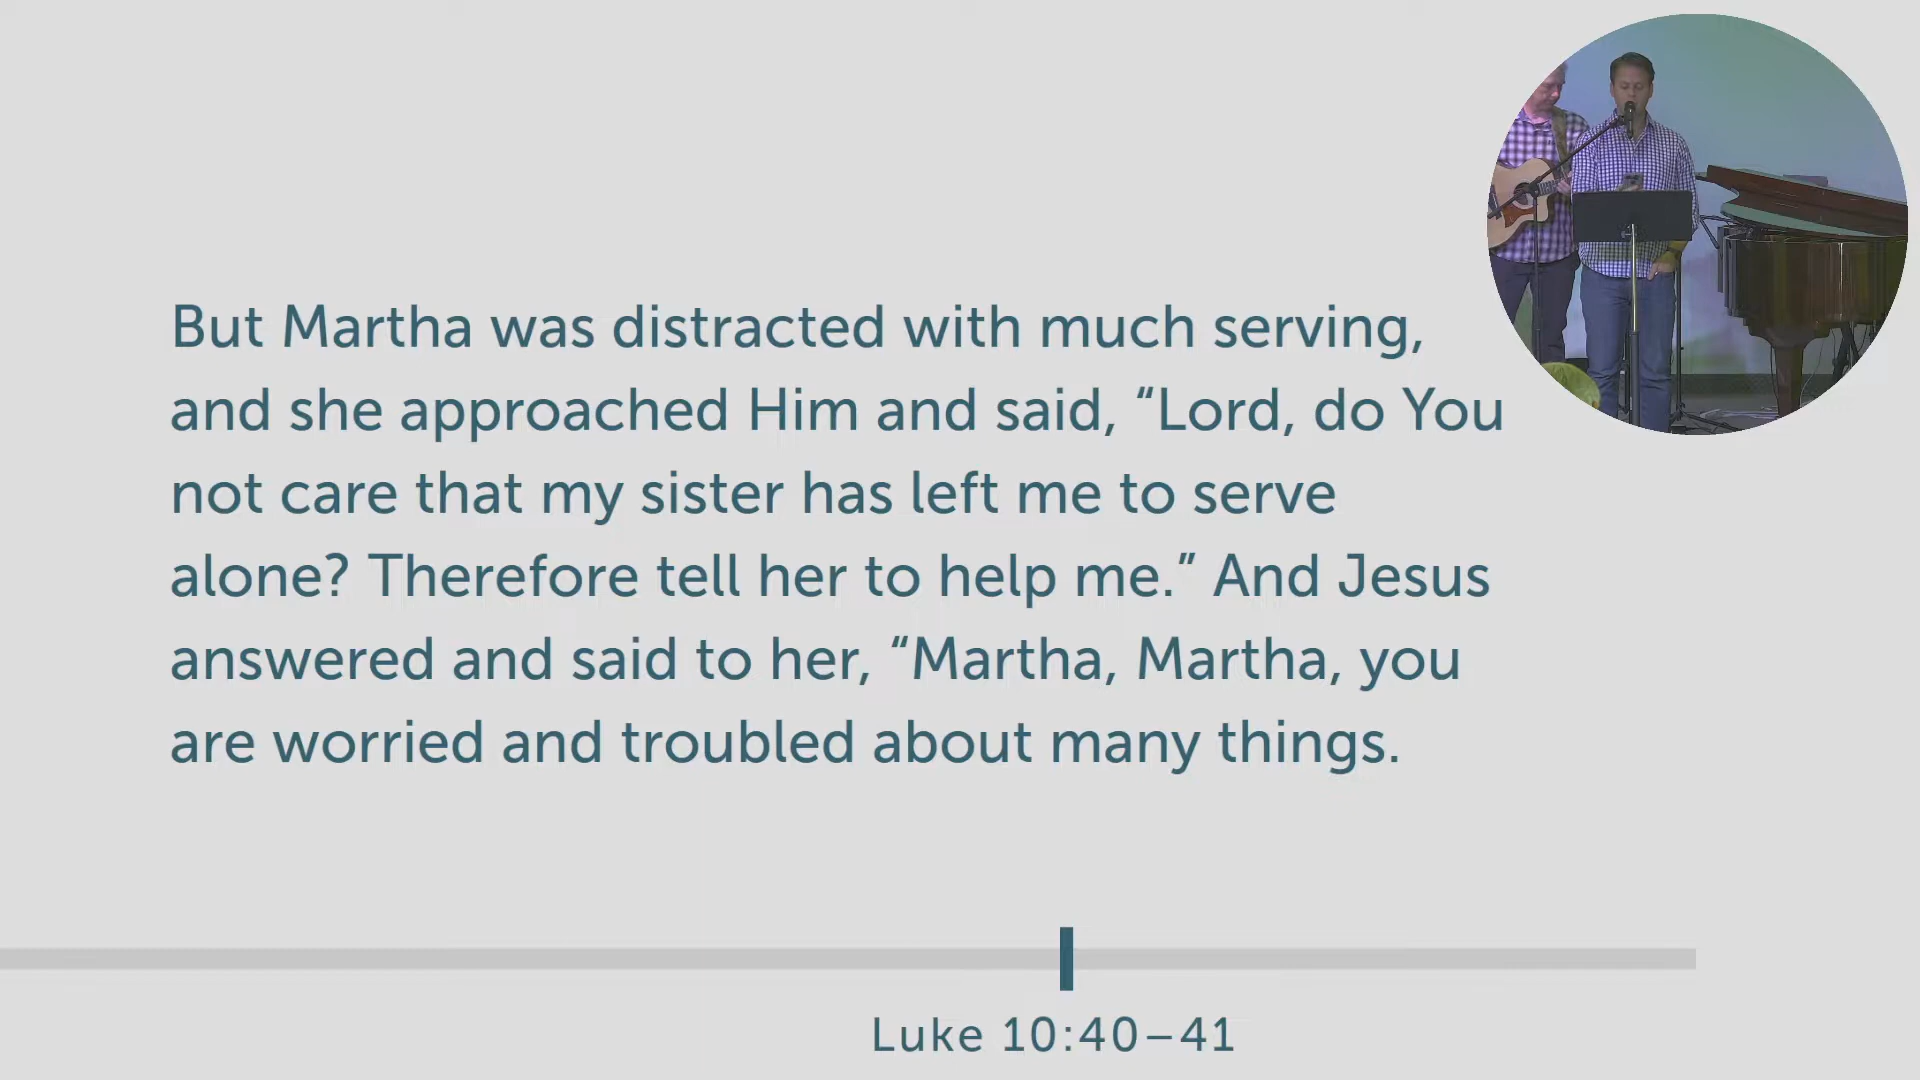 But Martha was distracted with much serving,
and she approached Him and said, “Lord, do You
not care that my sister has left me to serve
alone? Therefore tell her to help me.” And Jesus
answered and said to her, “Martha, Martha, you
are worried and troubled about many things.
Luke 10:40–41